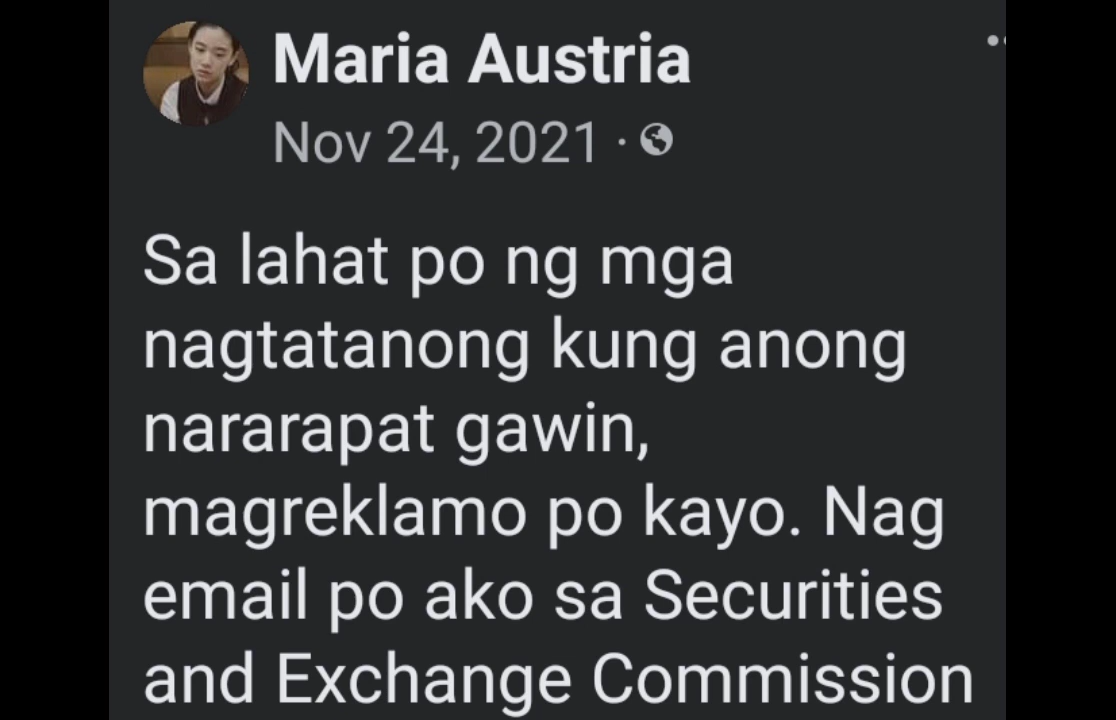 Maria Austria
Nov 24, 2021 ·
Sa lahat po ng mga
nagtatanong kung anong
nararapat gawin,
magreklamo po kayo. Nag
email po ako sa Securities
and Exchange Commission